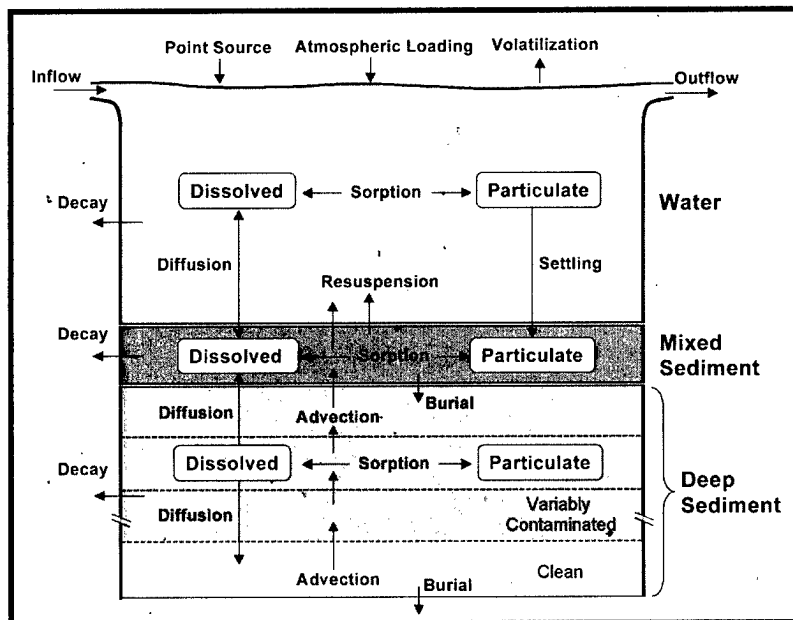 Point Source Atmospheric Loading Volatilization
Inflow Outflow
Dissolved Sorption Particulate
Decay Water
Diffusion Settling
Resuspension
Decay Mixed
Dissolved Sorption Particulate Sediment
Diffusion Burial
Advection
Decay Dissolved Sorption Particulate Deep
Sediment
Diffusion Variably
Contaminated
Advection Burial Clean